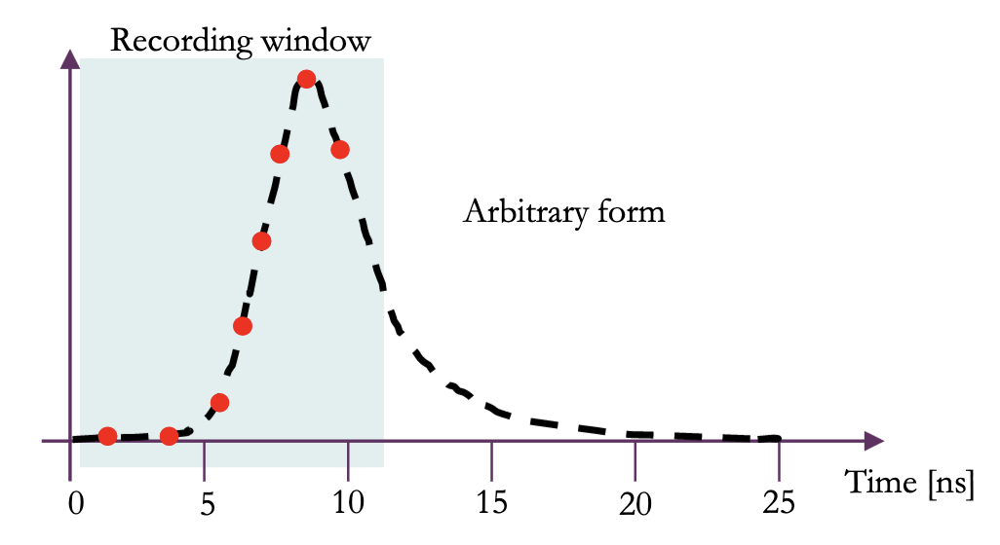 Recording window
Arbitrary form
0 5 10 15 20 25
Time [ns]